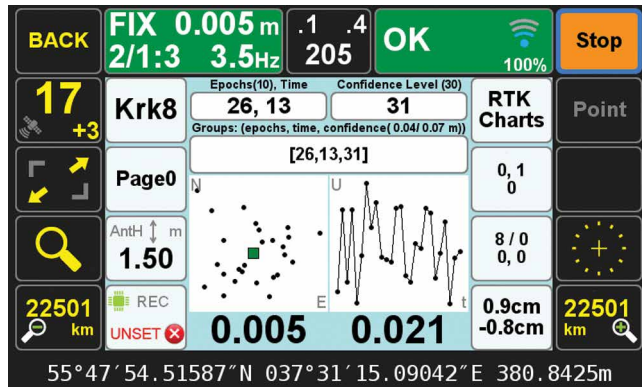 BACK
FIX 0.005 m
2/1:3 3.5Hz
.1 .4
205
OK
100%
Stop
17
+3
Krk8
Epochs(10), Time
26, 13
Confidence Level (30)
31
RTK
Charts
Point
Groups: (epochs, time, confidence( 0.04/ 0.07 m))
[26,13,31]
Page0
N
E
U
t
0, 1
0
AntH m
1.50
8 / 0
0, 0
22501
km
REC
UNSET
0.005
0.021
0.9cm
-0.8cm
22501
km
55°47′54.51587″N 037°31′15.09042″E 380.8425m